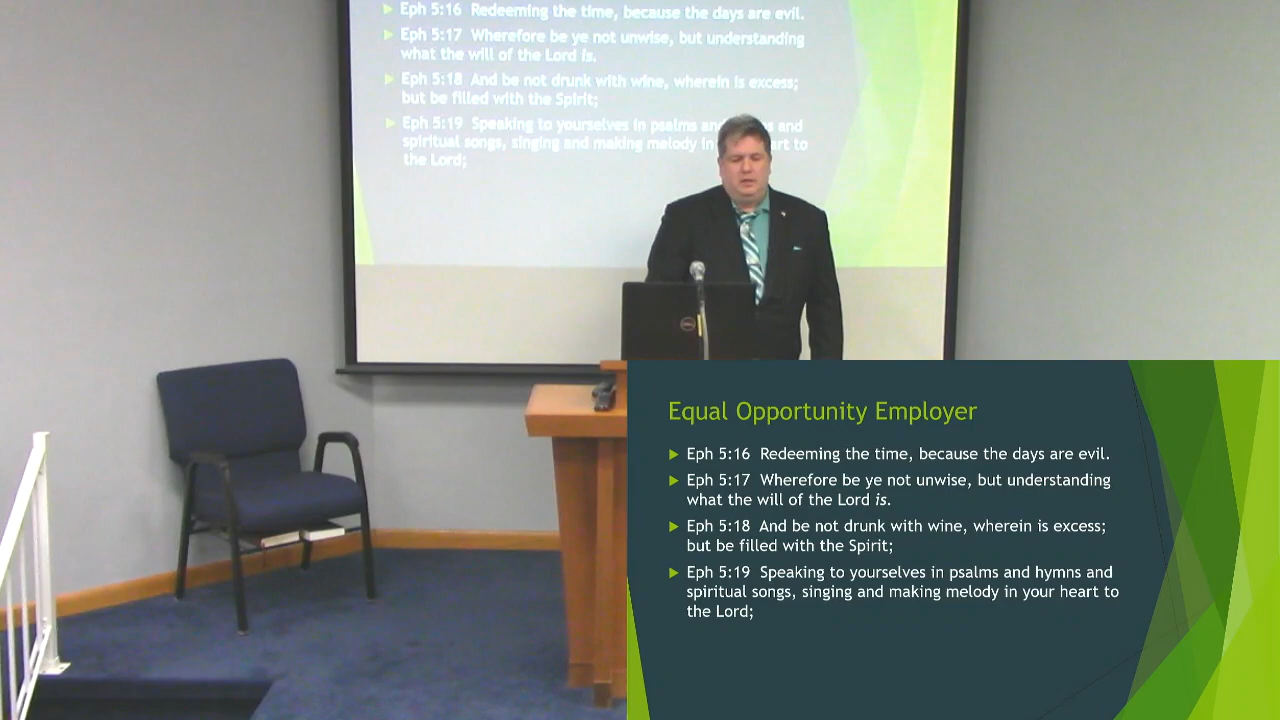 Eph 5:16 Redeeming the time, because the days are evil.
Eph 5:17 Wherefore be ye not unwise, but understanding
what the will of the Lord is.
Eph 5:18 And be not drunk with wine, wherein is excess;
but be filled with the Spirit;
Eph 5:19 Speaking to yourselves in psalms and and
spiritual songs, singing and making melody in to
the Lord;
DELL
Equal Opportunity Employer
Eph 5:16 Redeeming the time, because the days are evil.
Eph 5:17 Wherefore be ye not unwise, but understanding
what the will of the Lord is.
Eph 5:18 And be not drunk with wine, wherein is excess;
but be filled with the Spirit;
Eph 5:19 Speaking to yourselves in psalms and hymns and
spiritual songs, singing and making melody in your heart to
the Lord;